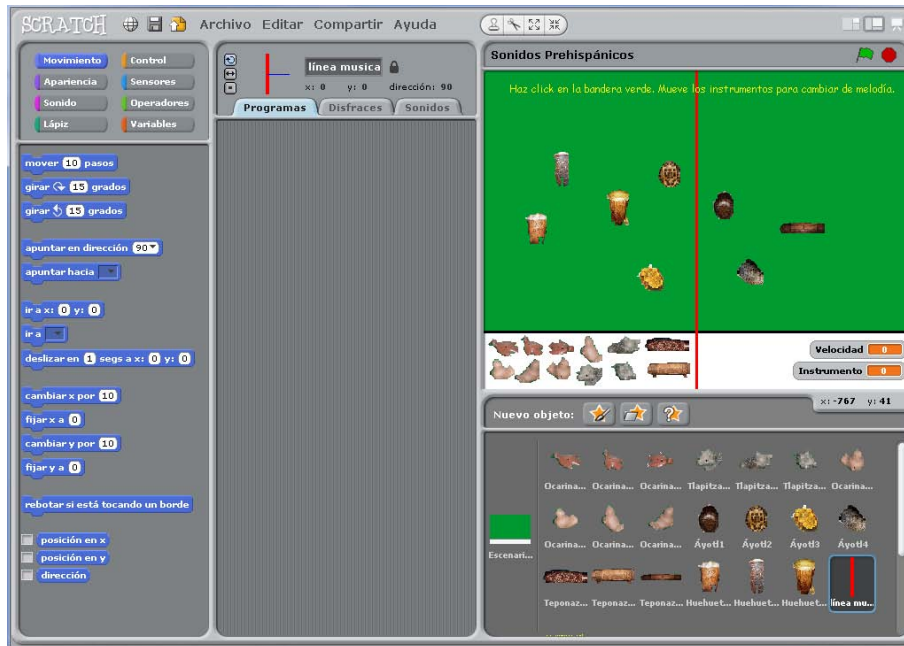 SCRATCH Archivo Editar Compartir Ayuda
Movimiento Control
Apariencia Sensores
Sonido Operadores
Lápiz Variables
línea musica
x: 0 y: 0 dirección: 90
Programas Disfraces Sonidos
mover 10 pasos
girar 15 grados
girar 15 grados
apuntar en dirección 90
apuntar hacia
ir a x: 0 y: 0
ir a
deslizar en 1 segs a x: 0 y: 0
cambiar x por 10
fijar x a 0
cambiar y por 10
fijar y a 0
rebotar si está tocando un borde
posición en x
posición en y
dirección
Sonidos Prehispánicos
Haz click en la bandera verde. Mueve los instrumentos para cambiar de melodía.
Velocidad 0
Instrumento 0
x: -767 y: 41
Nuevo objeto:
Escenari...
Ocarina... Ocarina... Ocarina... Tlapitza... Tlapitza... Tlapitza... Ocarina...
Ocarina... Ocarina... Ocarina... Áyotl1 Áyotl2 Áyotl3 Áyotl4
Teponaz... Teponaz... Teponaz... Huehuet... Huehuet... Huehuet... línea mu...